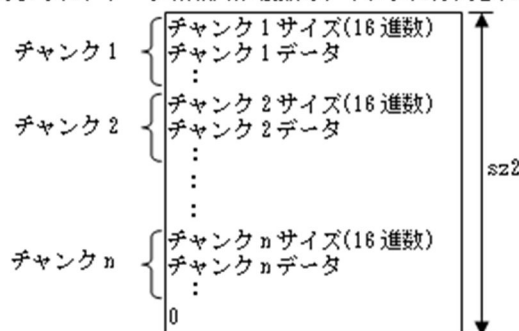 チャンク1サイズ(16進数)
チャンク1 チャンク1データ
:
チャンク2サイズ(16進数)
チャンク2 チャンク2データ
:
:
:
sz2
チャンクnサイズ(16進数)
チャンクn チャンクnデータ
:
0